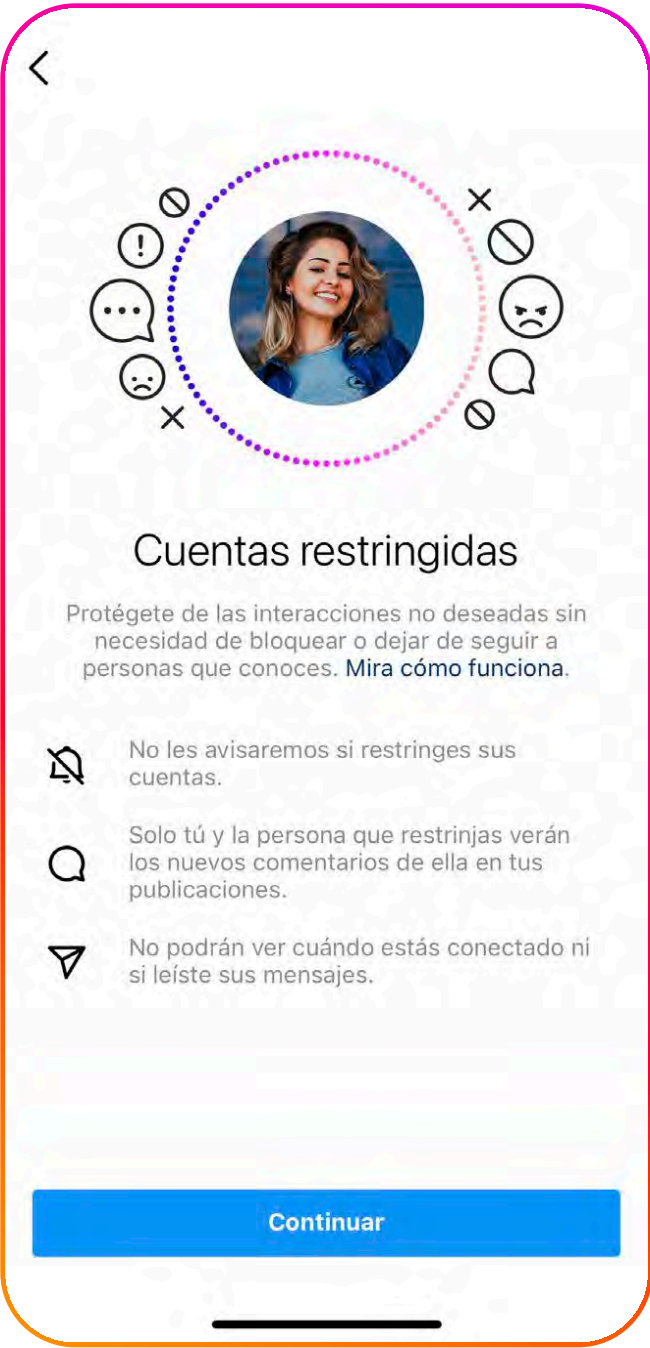 Cuentas restringidas
Protégete de las interacciones no deseadas sin
necesidad de bloquear o dejar de seguir a
personas que conoces. Mira cómo funciona.
No les avisaremos si restringes sus
cuentas.
Solo tú y la persona que restrinjas verán
los nuevos comentarios de ella en tus
publicaciones.
No podrán ver cuándo estás conectado ni
si leíste sus mensajes.
Continuar